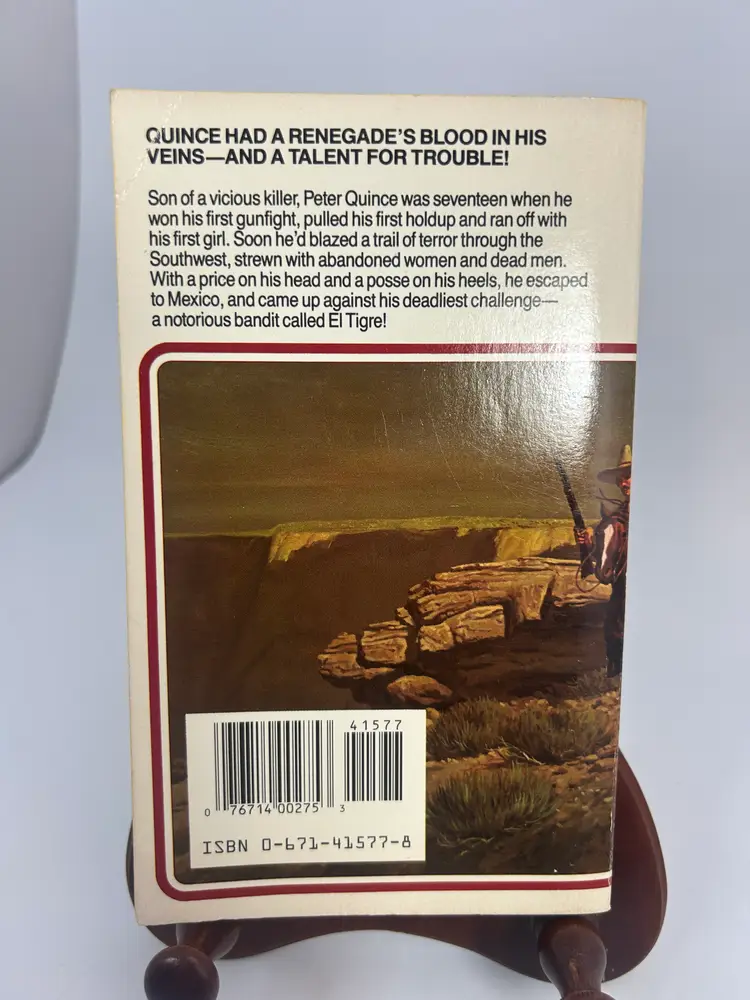 QUINCE HAD A RENEGADE'S BLOOD IN HIS
VEINS—AND A TALENT FOR TROUBLE!
Son of a vicious killer, Peter Quince was seventeen when he
won his first gunfight, pulled his first holdup and ran off with
his first girl. Soon he'd blazed a trail of terror through the
Southwest, strewn with abandoned women and dead men.
With a price on his head and a posse on his heels, he escaped
to Mexico, and came up against his deadliest challenge—
a notorious bandit called El Tigre!
41577
0 76714 00275 3
ISBN 0-671-41577-8